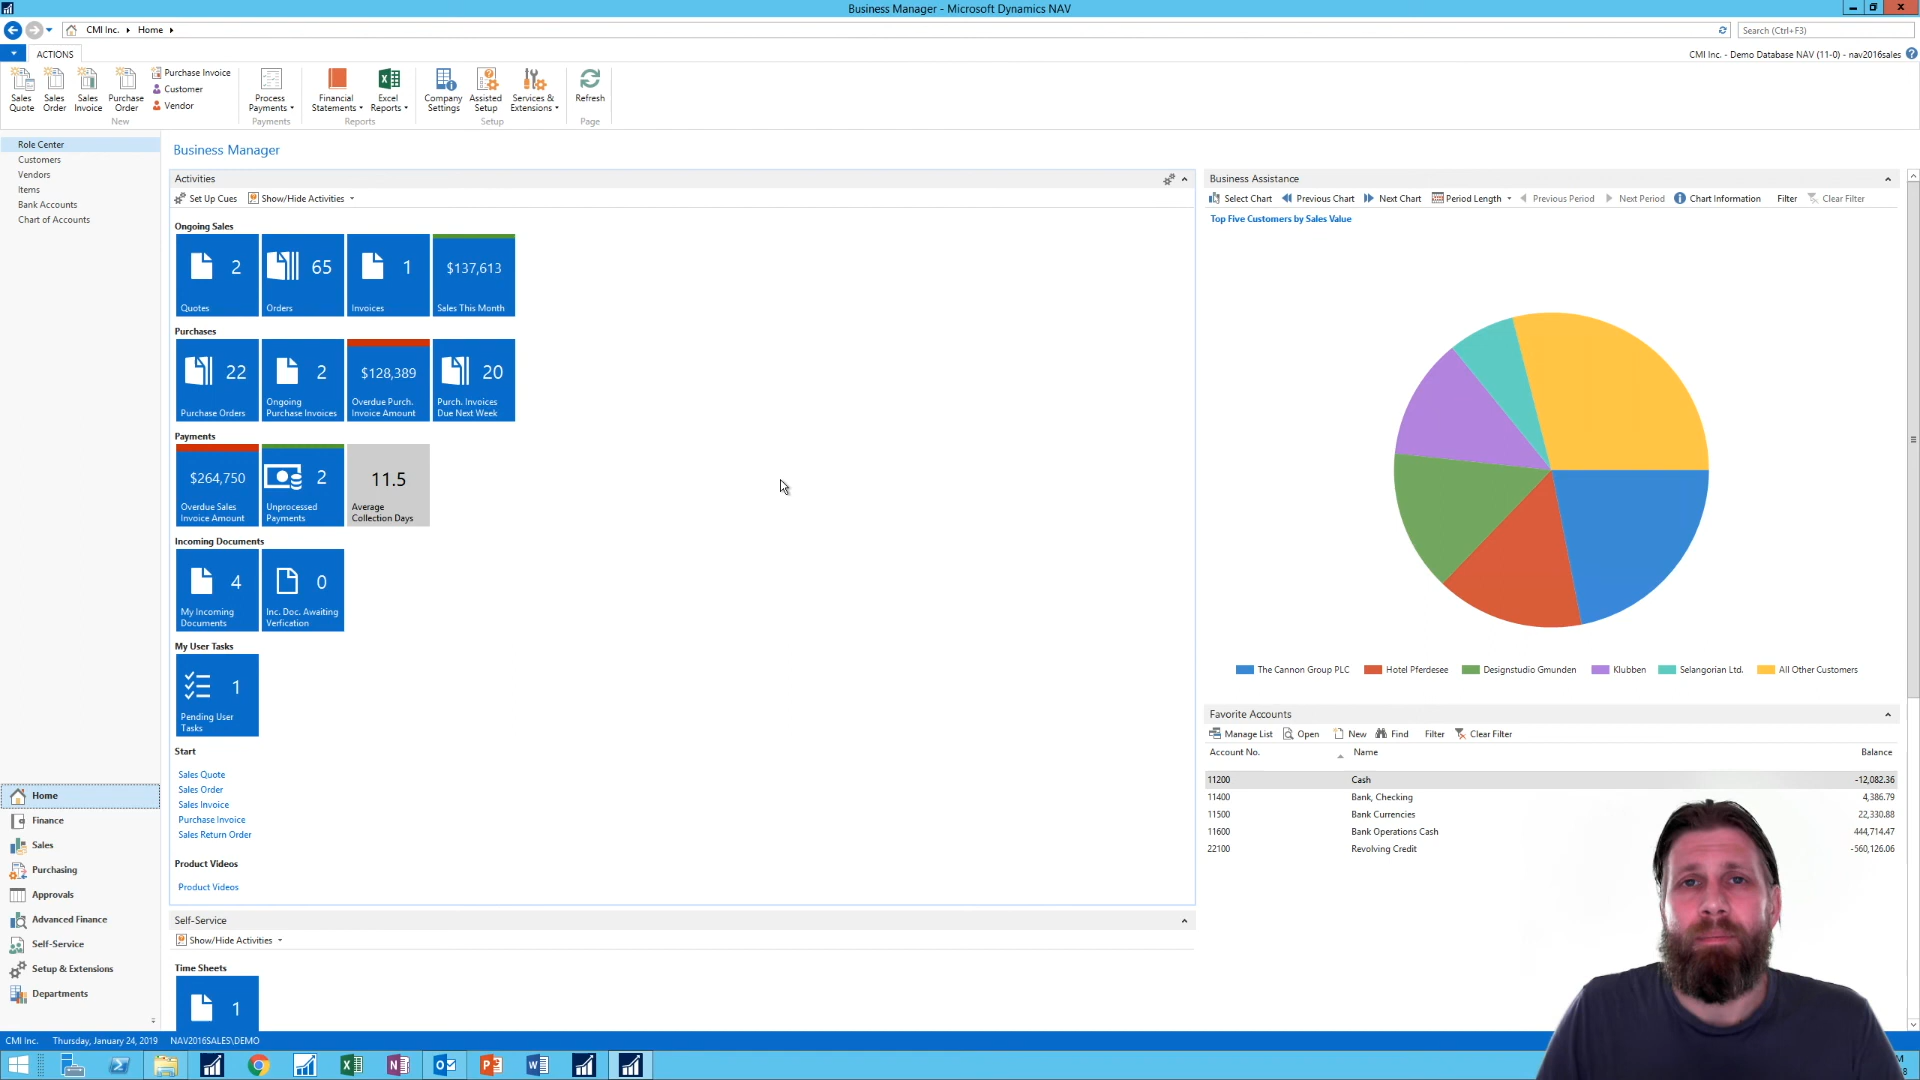 Business Manager - Microsoft Dynamics NAV
CMI Inc. Home
Search (Ctrl+F3)
ACTIONS
CMI Inc. - Demo Database NAV (11-0) - nav2016sales
Sales Quote
Sales Order
Sales Invoice
Purchase Order
Purchase Invoice
Customer
Vendor
New
Process Payments
Payments
Financial Statements
Excel Reports
Reports
Company Settings
Assisted Setup
Services & Extensions
Setup
Refresh
Page
Role Center
Customers
Vendors
Items
Bank Accounts
Chart of Accounts
Home
Finance
Sales
Purchasing
Approvals
Advanced Finance
Self-Service
Setup & Extensions
Departments
Business Manager
Activities
Set Up Cues Show/Hide Activities
Ongoing Sales
2
Quotes
65
Orders
1
Invoices
$137,613
Sales This Month
Purchases
22
Purchase Orders
2
Ongoing
Purchase Invoices
$128,389
Overdue Purch.
Invoice Amount
20
Purch. Invoices
Due Next Week
Payments
$264,750
Overdue Sales
Invoice Amount
2
Unprocessed
Payments
11.5
Average
Collection Days
Incoming Documents
4
My Incoming
Documents
0
Inc. Doc. Awaiting
Verfication
My User Tasks
1
Pending User
Tasks
Start
Sales Quote
Sales Order
Sales Invoice
Purchase Invoice
Sales Return Order
Product Videos
Product Videos
Self-Service
Show/Hide Activities
Time Sheets
1
Business Assistance
Select Chart Previous Chart Next Chart Period Length Previous Period Next Period Chart Information Filter Clear Filter
Top Five Customers by Sales Value
The Cannon Group PLC Hotel Pferdesee Designstudio Gmunden Klubben Selangorian Ltd. All Other Customers
Favorite Accounts
Manage List Open New Find Filter Clear Filter
Account No. Name Balance
11200 Cash -12,082.36
11400 Bank, Checking 4,386.79
11500 Bank Currencies 22,330.88
11600 Bank Operations Cash 444,714.47
22100 Revolving Credit -560,126.06
CMI Inc. Thursday, January 24, 2019 NAV2016SALES\DEMO